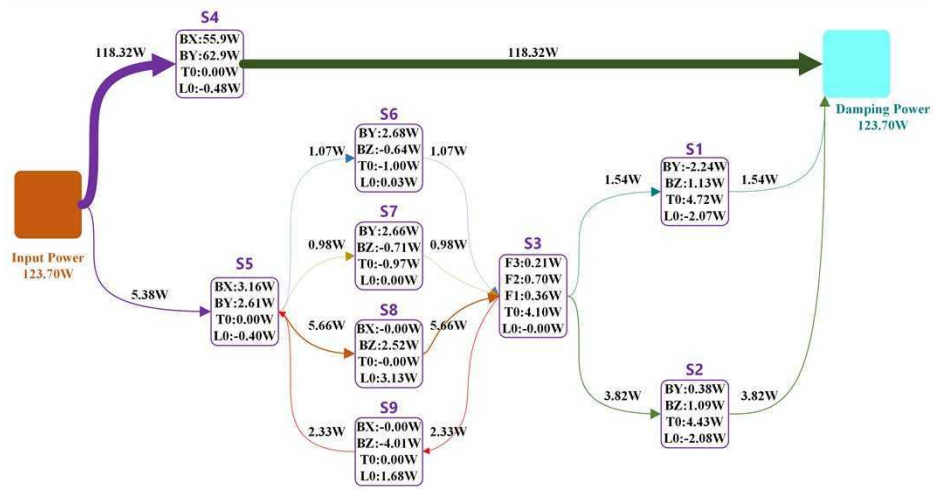 S4
118.32W
BX:55.9W
BY:62.9W
T0:0.00W
L0:-0.48W
118.32W
Damping Power
123.70W
S6
1.07W
BY:2.68W
BZ:-0.64W
T0:-1.00W
L0:0.03W
1.07W
S1
1.54W
BY:-2.24W
BZ:1.13W
T0:4.72W
L0:-2.07W
1.54W
Input Power
123.70W
S7
0.98W
BY:2.66W
BZ:-0.71W
T0:-0.97W
L0:0.00W
0.98W
S5
5.38W
BX:3.16W
BY:2.61W
T0:0.00W
L0:-0.40W
S3
F3:0.21W
F2:0.70W
F1:0.36W
T0:4.10W
L0:-0.00W
S8
5.66W
BX:-0.00W
BZ:2.52W
T0:-0.00W
L0:3.13W
5.66W
S2
3.82W
BY:0.38W
BZ:1.09W
T0:4.43W
L0:-2.08W
3.82W
S9
2.33W
BX:-0.00W
BZ:-4.01W
T0:0.00W
L0:1.68W
2.33W